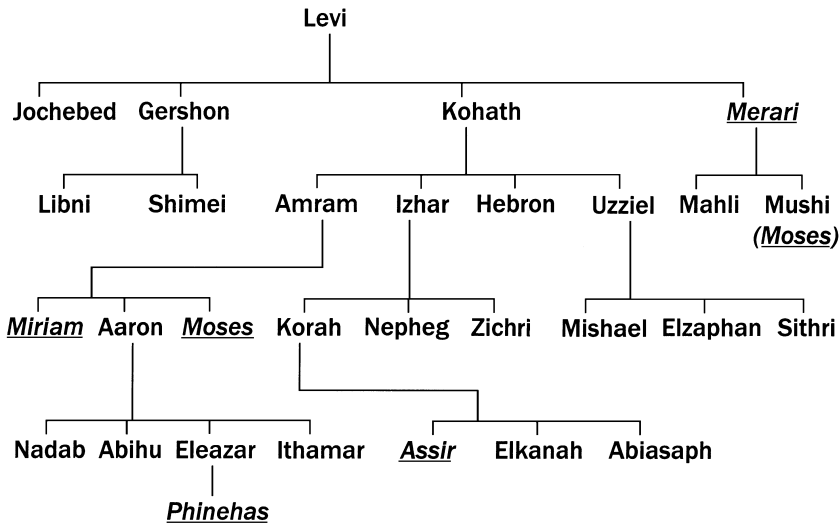 Levi
Jochebed Gershon Kohath Merari
Libni Shimei Amram Izhar Hebron Uzziel Mahli Mushi
(Moses)
Miriam Aaron Moses Korah Nepheg Zichri Mishael Elzaphan Sithri
Nadab Abihu Eleazar Ithamar Assir Elkanah Abiasaph
Phinehas